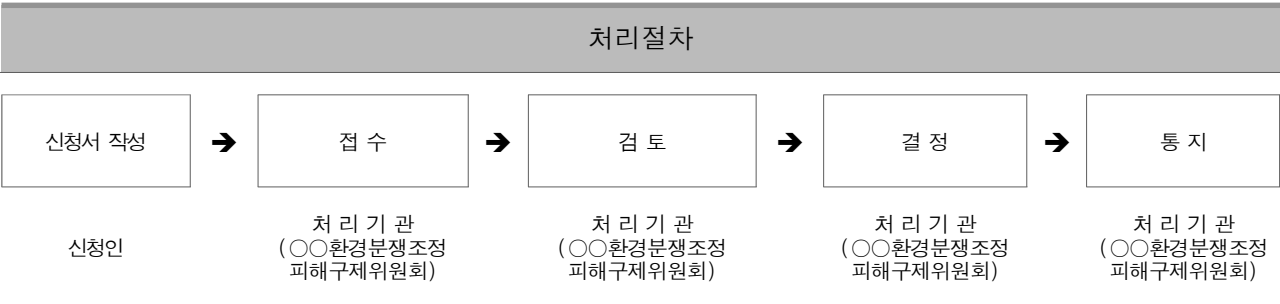 처리절차
신청서 작성 ➔ 접 수 ➔ 검 토 ➔ 결 정 ➔ 통 지
신청인
처 리 기 관
(○○환경분쟁조정
피해구제위원회)
처 리 기 관
(○○환경분쟁조정
피해구제위원회)
처 리 기 관
(○○환경분쟁조정
피해구제위원회)
처 리 기 관
(○○환경분쟁조정
피해구제위원회)